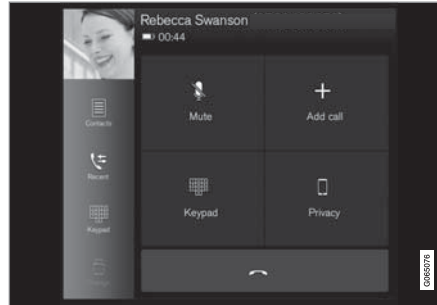 Rebecca Swanson
00:44
Contacts
Recent
Keypad
Mute
Add call
Keypad
Privacy
G065076